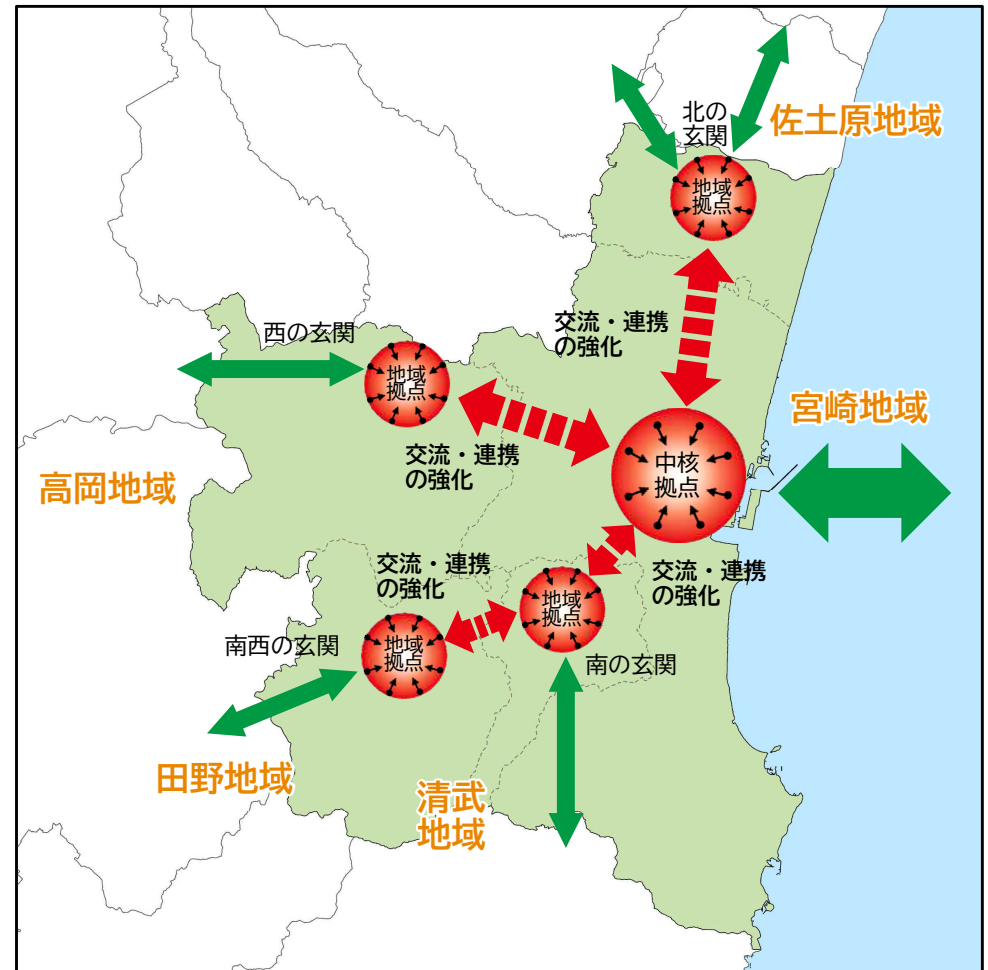 北の
玄関
佐土原地域
地域
拠点
交流・連携
の強化
西の玄関
地域
拠点
宮崎地域
交流・連携
の強化
中核
拠点
高岡地域
交流・連携
の強化
交流・連携
の強化
地域
拠点
南西の玄関
地域
拠点
南の玄関
田野地域
清武
地域